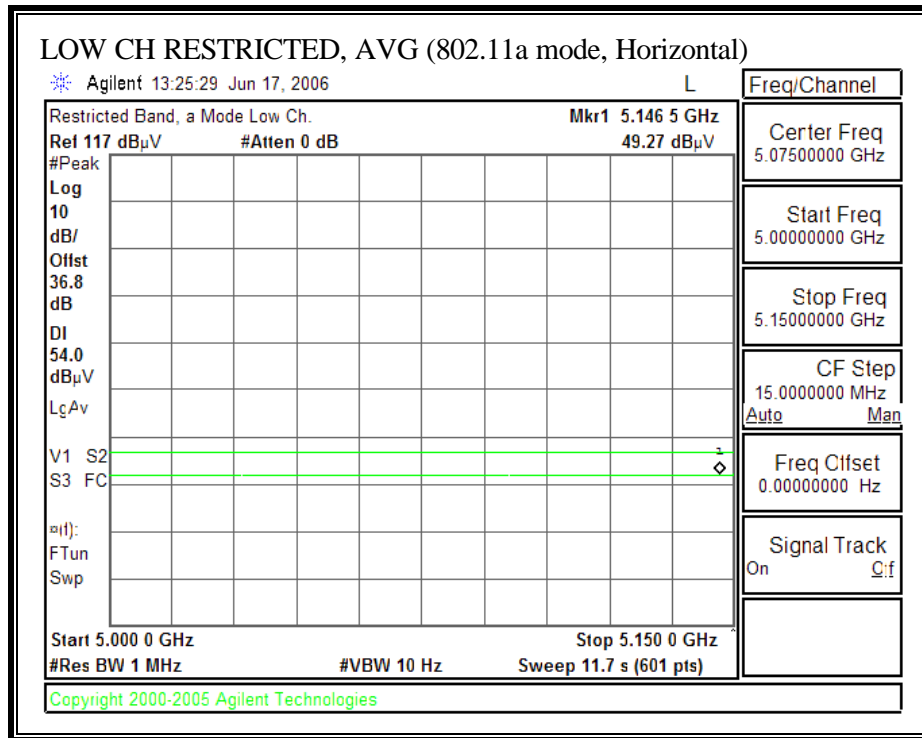 LOW CH RESTRICTED, AVG (802.11a mode, Horizontal)
Agilent 13:25:29 Jun 17, 2006 L
Freq/Channel
Restricted Band, a Mode Low Ch. Mkr1 5.146 5 GHz
Ref 117 dBµV #Atten 0 dB 49.27 dBµV
#Peak
Log
10
dB/
Offst
36.8
dB
DI
54.0
dBµV
LgAv
V1 S2
S3 FC
¤(f):
FTun
Swp
1
Start 5.000 0 GHz Stop 5.150 0 GHz
#Res BW 1 MHz #VBW 10 Hz Sweep 11.7 s (601 pts)
Center Freq
5.07500000 GHz
Start Freq
5.00000000 GHz
Stop Freq
5.15000000 GHz
CF Step
15.0000000 MHz
Auto Man
Freq Offset
0.00000000 Hz
Signal Track
On Off
Copyright 2000-2005 Agilent Technologies